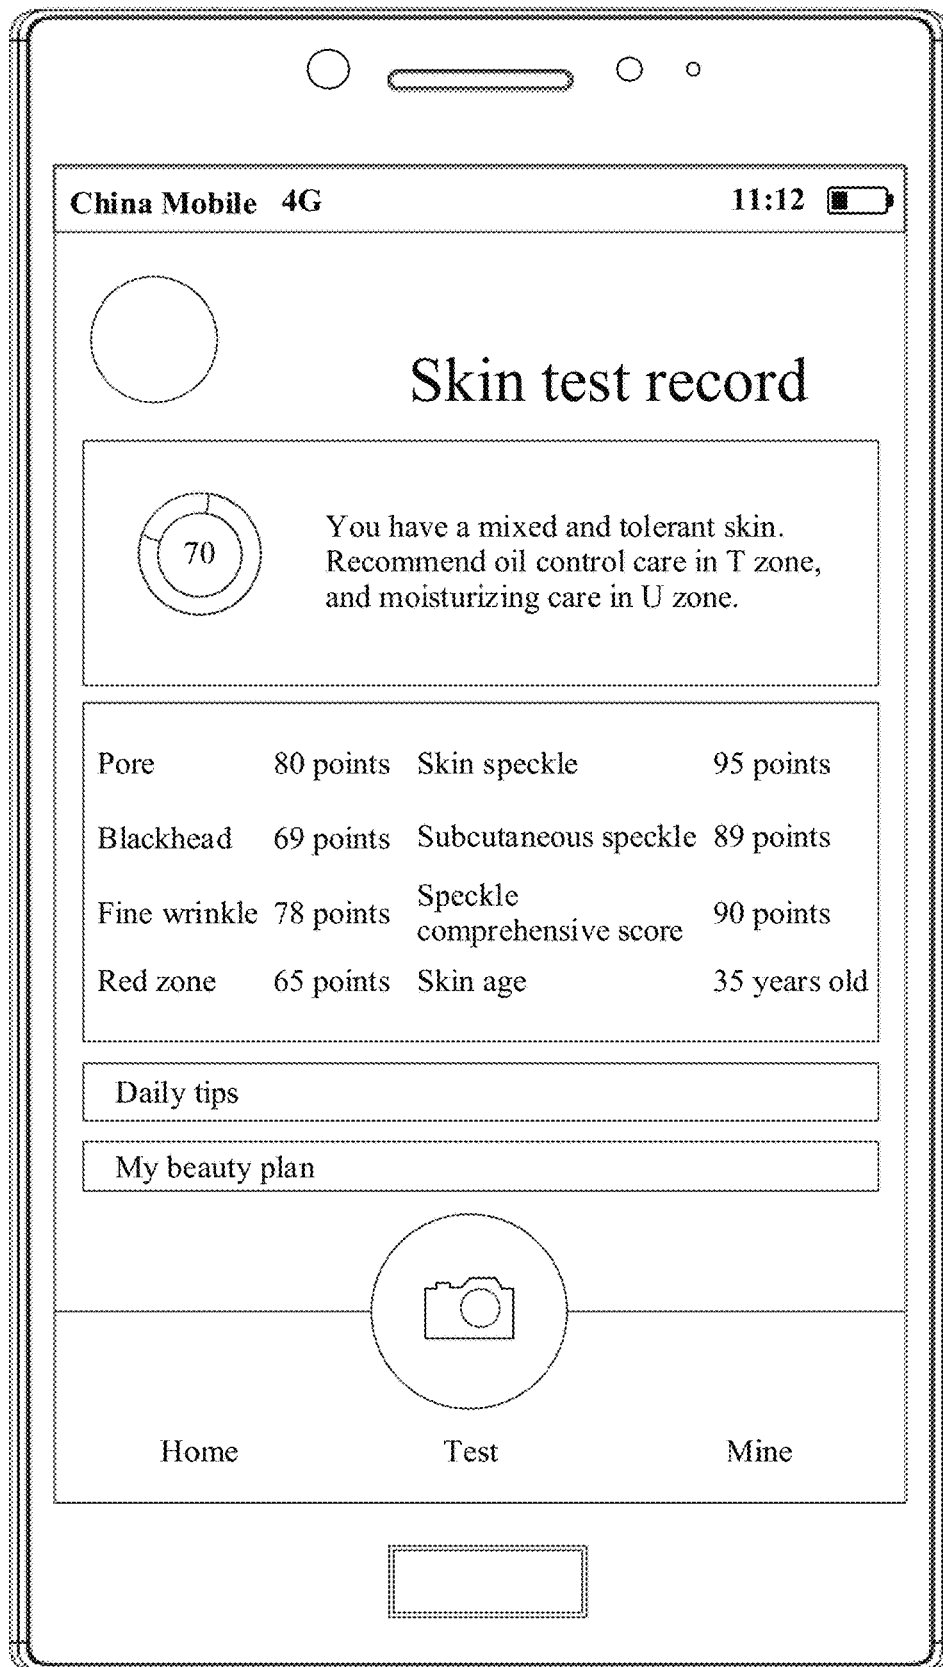 China Mobile 4G 11:12
Skin test record
70
You have a mixed and tolerant skin.
Recommend oil control care in T zone,
and moisturizing care in U zone.
Pore 80 points Skin speckle 95 points
Blackhead 69 points Subcutaneous speckle 89 points
Fine wrinkle 78 points Speckle comprehensive score 90 points
Red zone 65 points Skin age 35 years old
Daily tips
My beauty plan
Home Test Mine